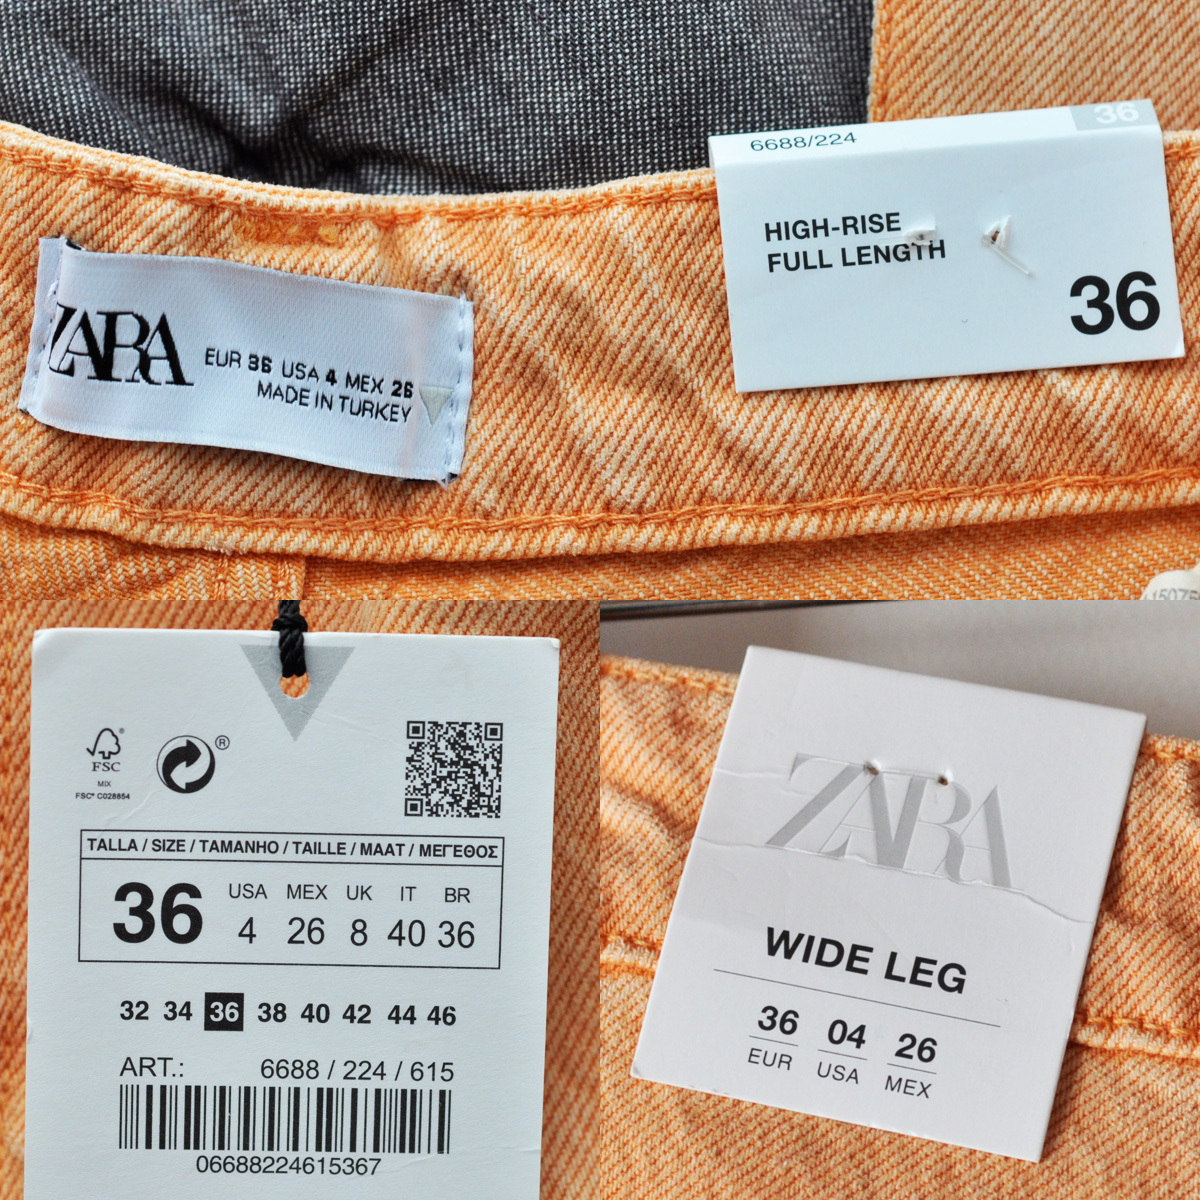 6688/224
36
HIGH-RISE
FULL LENGTH
36
ZARA
EUR 36 USA 4 MEX 26
MADE IN TURKEY
FSC®
MIX
FSC® C028854
®
TALLA / SIZE / TAMANHO / TAILLE / MAAT / ΜΕΓΕΘΟΣ
36
USA MEX UK IT BR
4 26 8 40 36
32 34 36 38 40 42 44 46
ART.: 6688 / 224 / 615
06688224615367
ZARA
WIDE LEG
36 04 26
EUR USA MEX